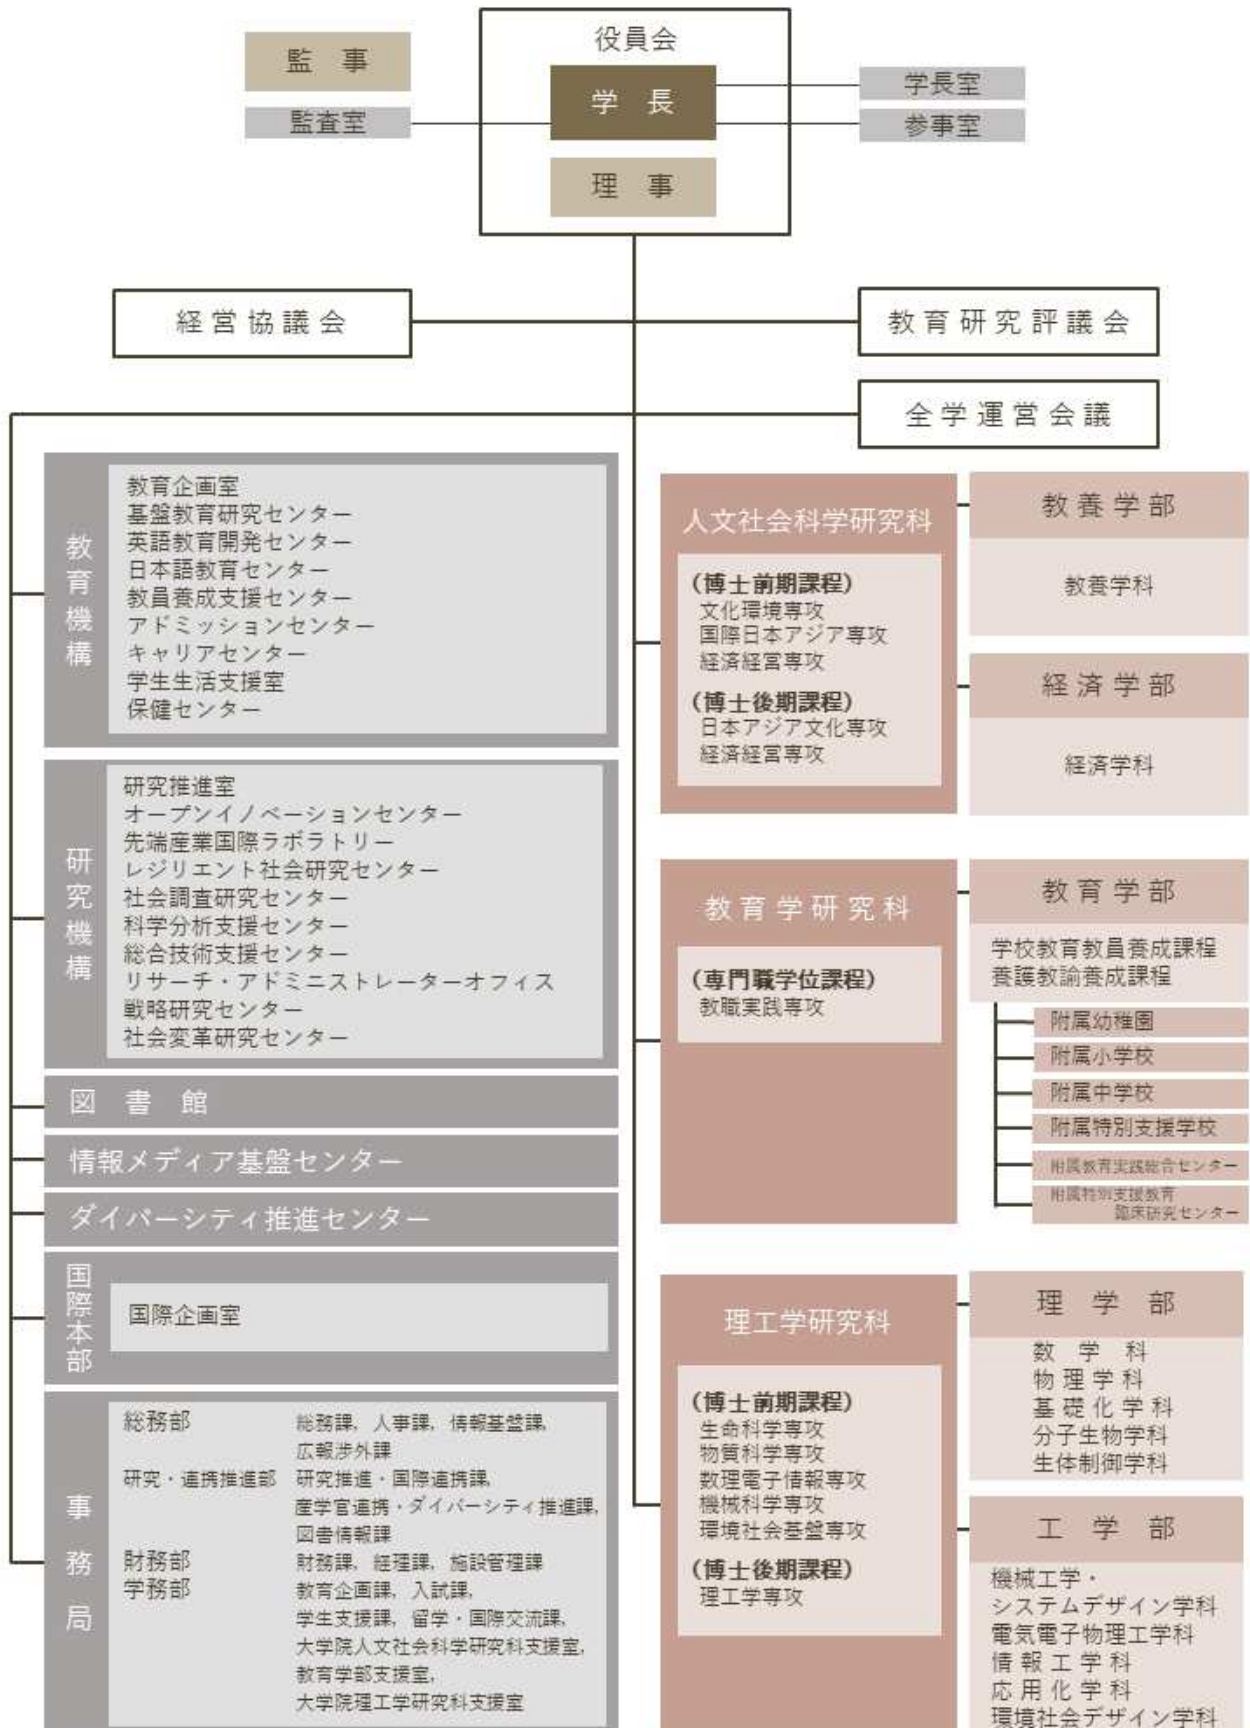 役員会
監　事
学　長
学長室
監査室
参事室
理　事
経営協議会
教育研究評議会
全学運営会議
教育機構
教育企画室
基盤教育研究センター
英語教育開発センター
日本語教育センター
教員養成支援センター
アドミッションセンター
キャリアセンター
学生生活支援室
保健センター
研究機構
研究推進室
オープンイノベーションセンター
先端産業国際ラボラトリー
レジリエント社会研究センター
社会調査研究センター
科学分析支援センター
総合技術支援センター
リサーチ・アドミニストレーターオフィス
戦略研究センター
社会変革研究センター
図　書　館
情報メディア基盤センター
ダイバーシティ推進センター
国際本部
国際企画室
事務局
総務部　総務課, 人事課, 情報基盤課,
広報渉外課
研究・連携推進部　研究推進・国際連携課,
産学官連携・ダイバーシティ推進課,
図書情報課
財務部　財務課, 経理課, 施設管理課
学務部　教育企画課, 入試課,
学生支援課, 留学・国際交流課,
大学院人文社会科学研究科支援室,
教育学部支援室,
大学院理工学研究科支援室
人文社会科学研究科
(博士前期課程)
文化環境専攻
国際日本アジア専攻
経済経営専攻
(博士後期課程)
日本アジア文化専攻
経済経営専攻
教養学部
教養学科
経済学部
経済学科
教育学研究科
(専門職学位課程)
教職実践専攻
教育学部
学校教育教員養成課程
養護教諭養成課程
附属幼稚園
附属小学校
附属中学校
附属特別支援学校
附属教育実践総合センター
附属特別支援教育
臨床研究センター
理工学研究科
(博士前期課程)
生命科学専攻
物質科学専攻
数理電子情報専攻
機械科学専攻
環境社会基盤専攻
(博士後期課程)
理工学専攻
理　学　部
数　学　科
物理学科
基礎化学科
分子生物学科
生体制御学科
工　学　部
機械工学・
システムデザイン学科
電気電子物理工学科
情報工学科
応用化学科
環境社会デザイン学科